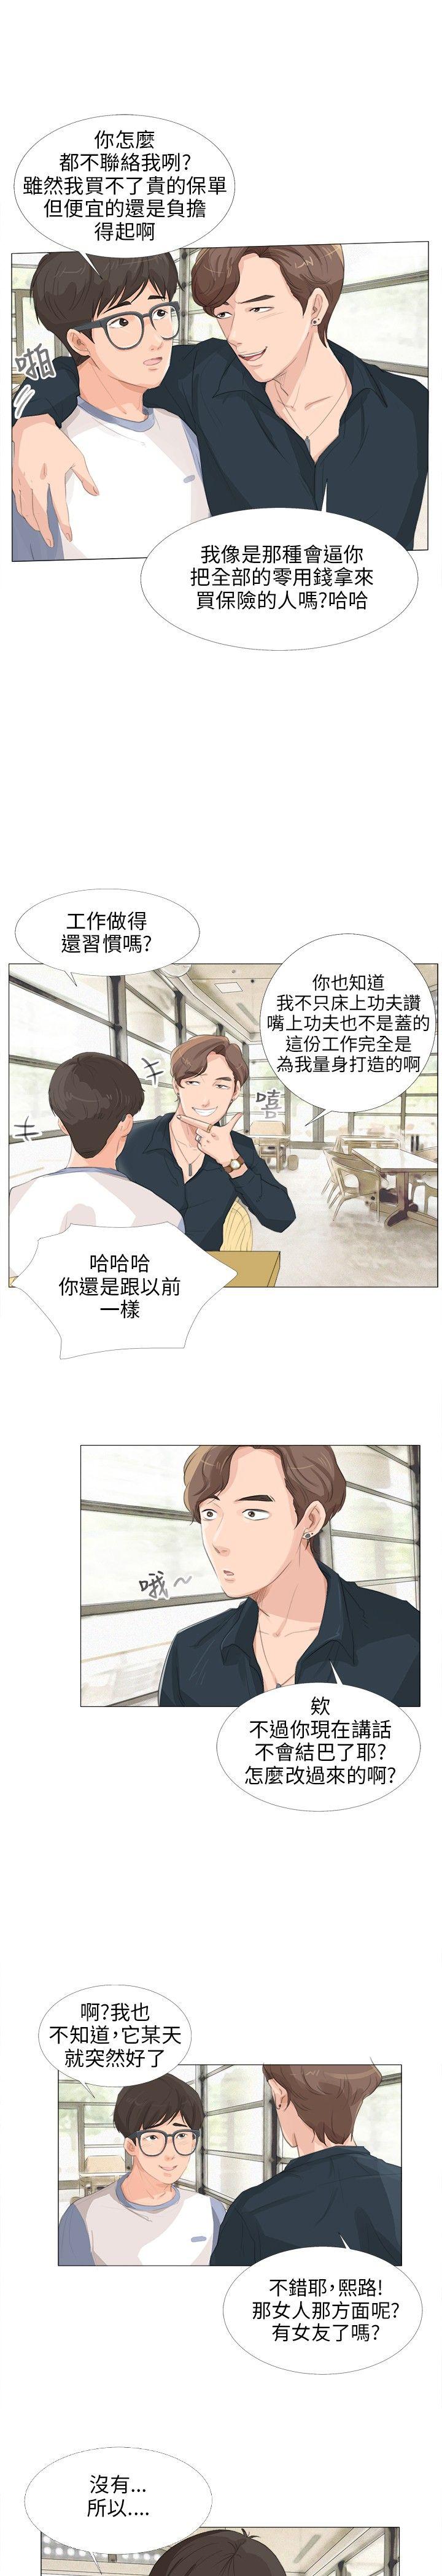 你怎麼
都不聯絡我咧?
雖然我買不了貴的保單
但便宜的還是負擔
得起啊
啪
我像是那種會逼你
把全部的零用錢拿來
買保險的人嗎?哈哈
工作做得
還習慣嗎?
你也知道
我不只床上功夫讚
嘴上功夫也不是蓋的
這份工作完全是
為我量身打造的啊
嘻
哈哈哈
你還是跟以前
一樣
哦～
欸
不過你現在講話
不會結巴了耶?
怎麼改過來的啊?
啊?我也
不知道，它某天
就突然好了
不錯耶，熙路!
那女人那方面呢?
有女友了嗎?
沒有...
所以....